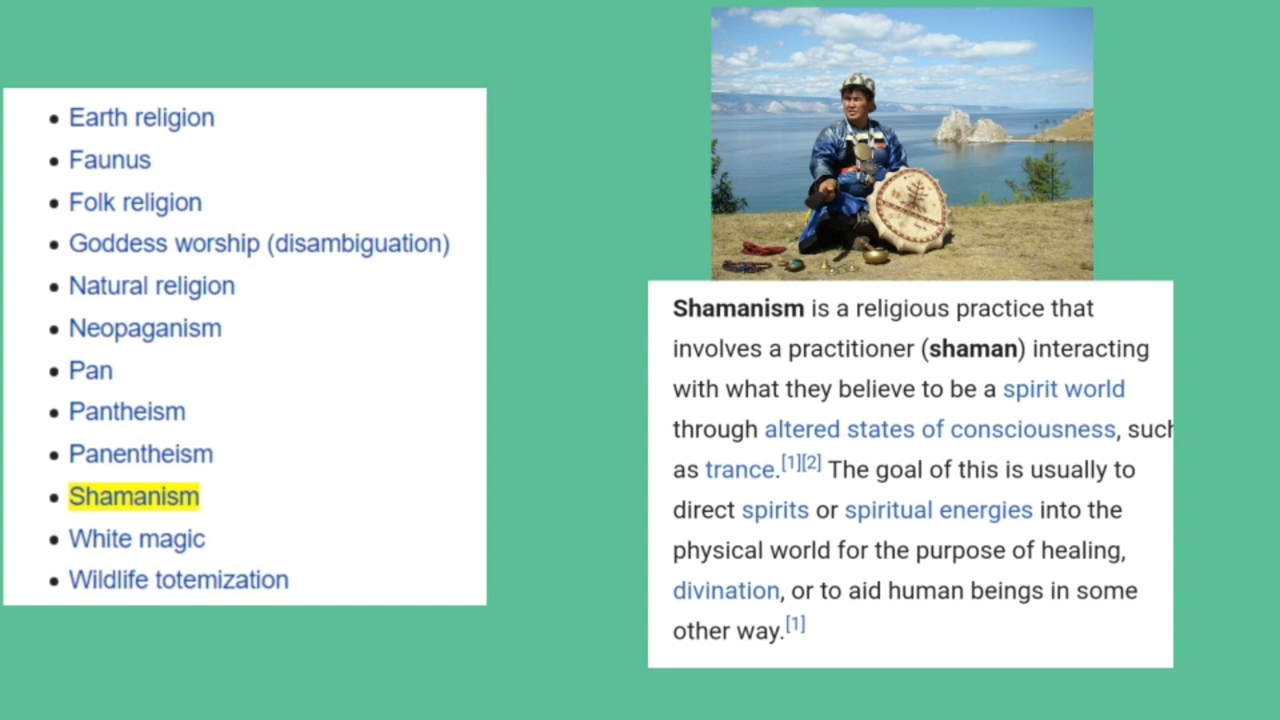 Earth religion
Faunus
Folk religion
Goddess worship (disambiguation)
Natural religion
Neopaganism
Pan
Pantheism
Panentheism
Shamanism
White magic
Wildlife totemization
Shamanism is a religious practice that
involves a practitioner (shaman) interacting
with what they believe to be a spirit world
through altered states of consciousness, such
as trance.[1][2] The goal of this is usually to
direct spirits or spiritual energies into the
physical world for the purpose of healing,
divination, or to aid human beings in some
other way.[1]